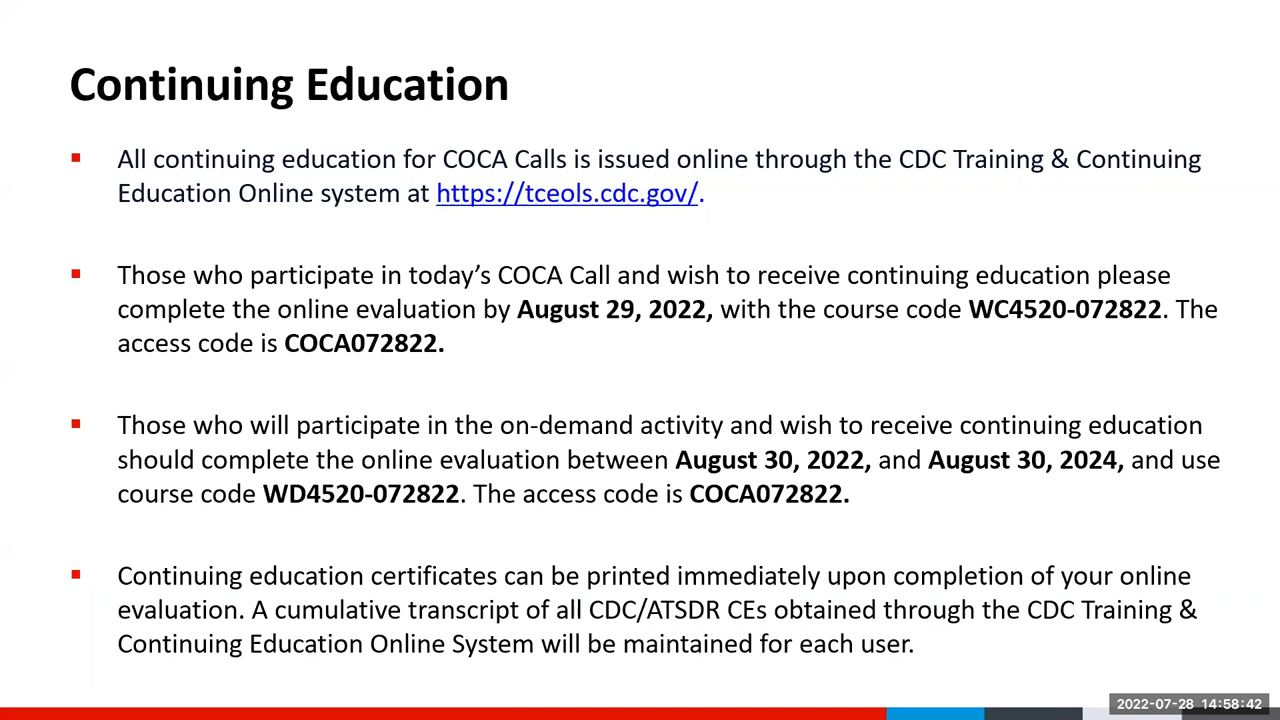 Continuing Education
All continuing education for COCA Calls is issued online through the CDC Training & Continuing
Education Online system at https://tceols.cdc.gov/.
Those who participate in today’s COCA Call and wish to receive continuing education please
complete the online evaluation by August 29, 2022, with the course code WC4520-072822. The
access code is COCA072822.
Those who will participate in the on-demand activity and wish to receive continuing education
should complete the online evaluation between August 30, 2022, and August 30, 2024, and use
course code WD4520-072822. The access code is COCA072822.
Continuing education certificates can be printed immediately upon completion of your online
evaluation. A cumulative transcript of all CDC/ATSDR CEs obtained through the CDC Training &
Continuing Education Online System will be maintained for each user.
2022-07-28 14:58:42